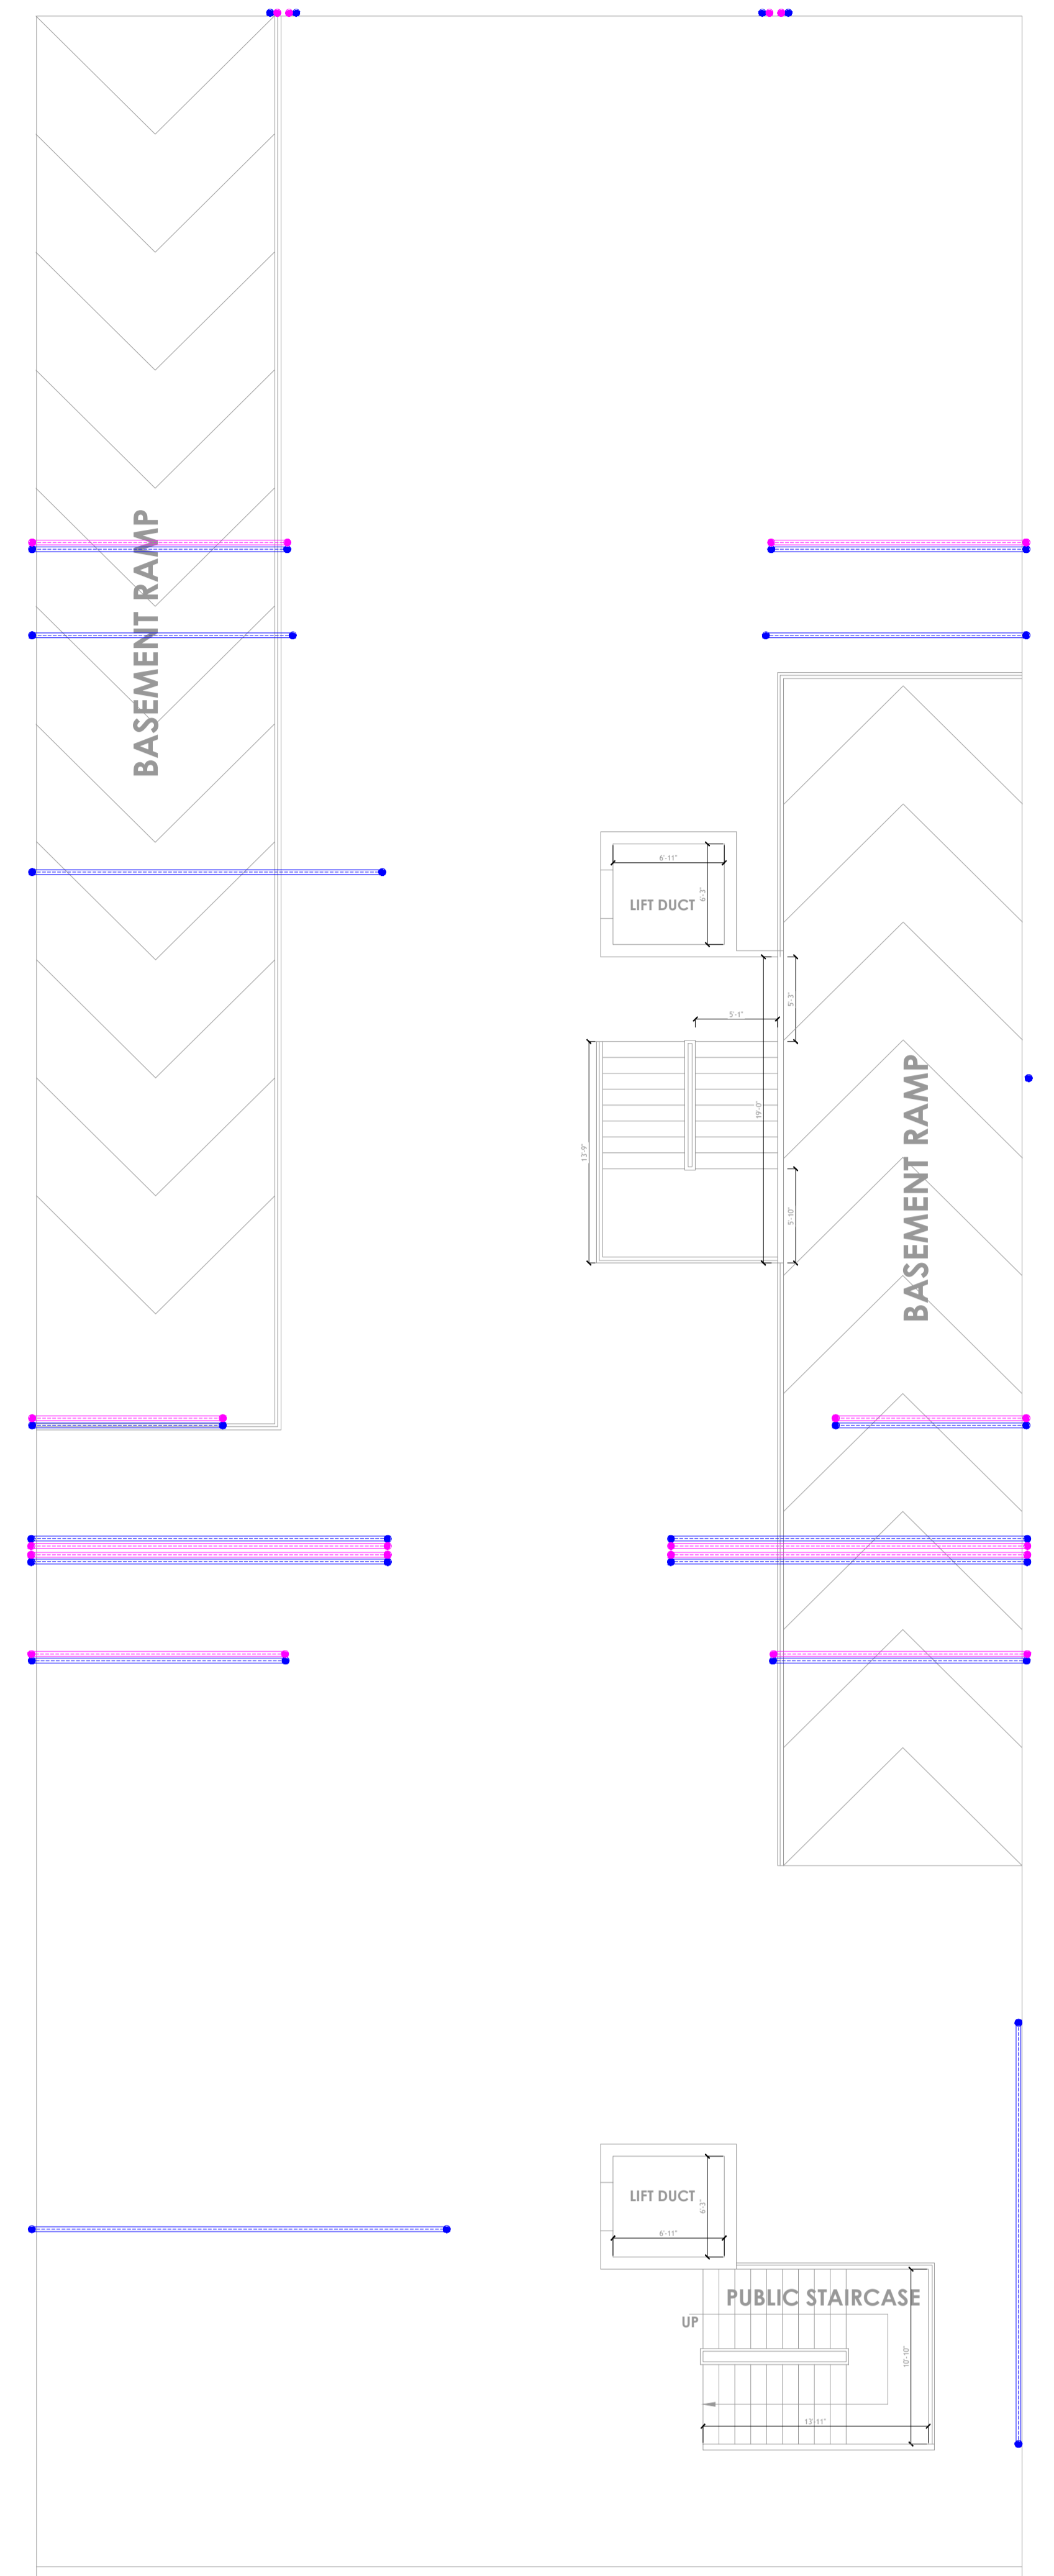 BASEMENT RAMP
6'-11"
6'-3"
LIFT DUCT
5'-3"
5'-1"
BASEMENT RAMP
19'-0"
13'-9"
5'-10"
LIFT DUCT
6'-3"
6'-11"
PUBLIC STAIRCASE
UP
10'-10"
13'-11"